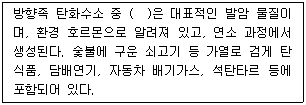 방향족 탄화수소 중 (  )은 대표적인 발암 물질이
며, 환경 호르몬으로 알려져 있고, 연소 과정에서
생성된다. 숯불에 구운 쇠고기 등 가열로 검게 탄
식품, 담배연기, 자동차 배기가스, 석탄타르 등에
포함되어 있다.